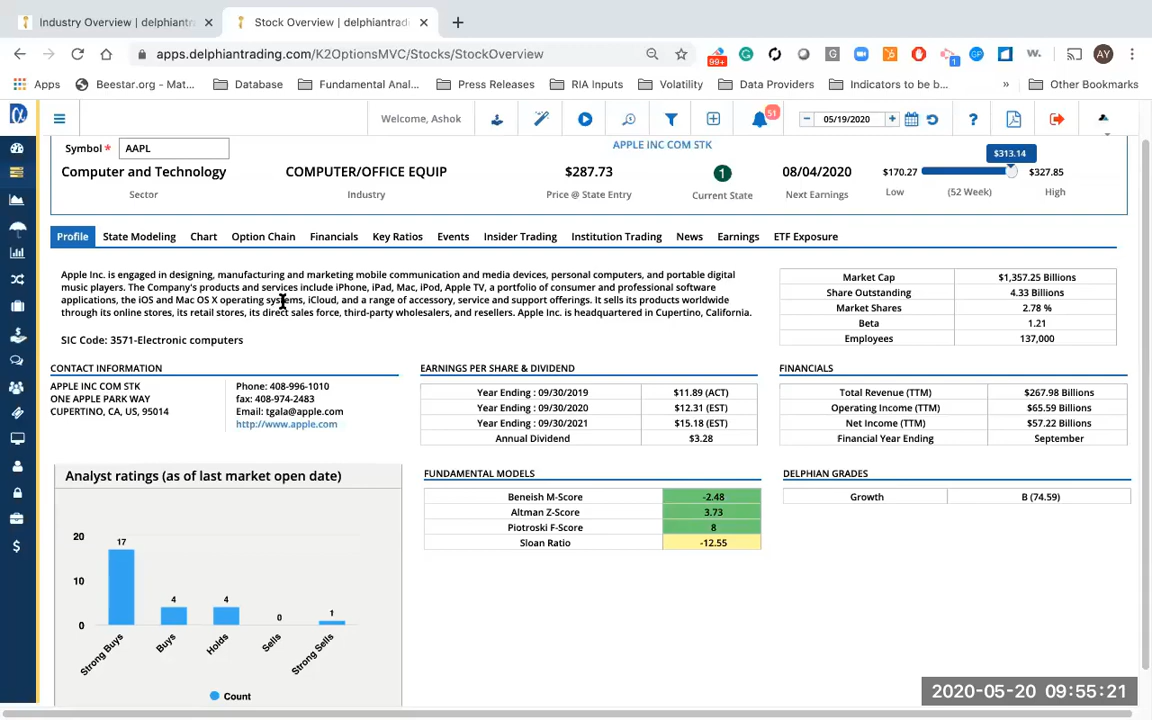 Industry Overview | delphiantr
Stock Overview | delphiantrad
apps.delphiantrading.com/K2OptionsMVC/Stocks/StockOverview
99+
1
AY
Apps
Beestar.org - Mat...
Database
Fundamental Anal...
Press Releases
RIA Inputs
Volatility
Data Providers
Indicators to be b...
»
Other Bookmarks
Welcome, Ashok
51
05/19/2020
Symbol * AAPL
APPLE INC COM STK
$313.14
Computer and Technology COMPUTER/OFFICE EQUIP $287.73 1 08/04/2020 $170.27 $327.85
Sector Industry Price @ State Entry Current State Next Earnings Low (52 Week) High
Profile State Modeling Chart Option Chain Financials Key Ratios Events Insider Trading Institution Trading News Earnings ETF Exposure
Apple Inc. is engaged in designing, manufacturing and marketing mobile communication and media devices, personal computers, and portable digital
music players. The Company's products and services include iPhone, iPad, Mac, iPod, Apple TV, a portfolio of consumer and professional software
applications, the iOS and Mac OS X operating systems, iCloud, and a range of accessory, service and support offerings. It sells its products worldwide
through its online stores, its retail stores, its direct sales force, third-party wholesalers, and resellers. Apple Inc. is headquartered in Cupertino, California.
SIC Code: 3571-Electronic computers
Market Cap $1,357.25 Billions
Share Outstanding 4.33 Billions
Market Shares 2.78 %
Beta 1.21
Employees 137,000
CONTACT INFORMATION
APPLE INC COM STK
ONE APPLE PARK WAY
CUPERTINO, CA, US, 95014
Phone: 408-996-1010
fax: 408-974-2483
Email: tgala@apple.com
http://www.apple.com
EARNINGS PER SHARE & DIVIDEND
Year Ending : 09/30/2019 $11.89 (ACT)
Year Ending : 09/30/2020 $12.31 (EST)
Year Ending : 09/30/2021 $15.18 (EST)
Annual Dividend $3.28
FINANCIALS
Total Revenue (TTM) $267.98 Billions
Operating Income (TTM) $65.59 Billions
Net Income (TTM) $57.22 Billions
Financial Year Ending September
Analyst ratings (as of last market open date)
20
10
0
17
4
4
0
1
Strong Buys
Buys
Holds
Sells
Strong Sells
Count
FUNDAMENTAL MODELS
Beneish M-Score -2.48
Altman Z-Score 3.73
Piotroski F-Score 8
Sloan Ratio -12.55
DELPHIAN GRADES
Growth B (74.59)
2020-05-20 09:55:21